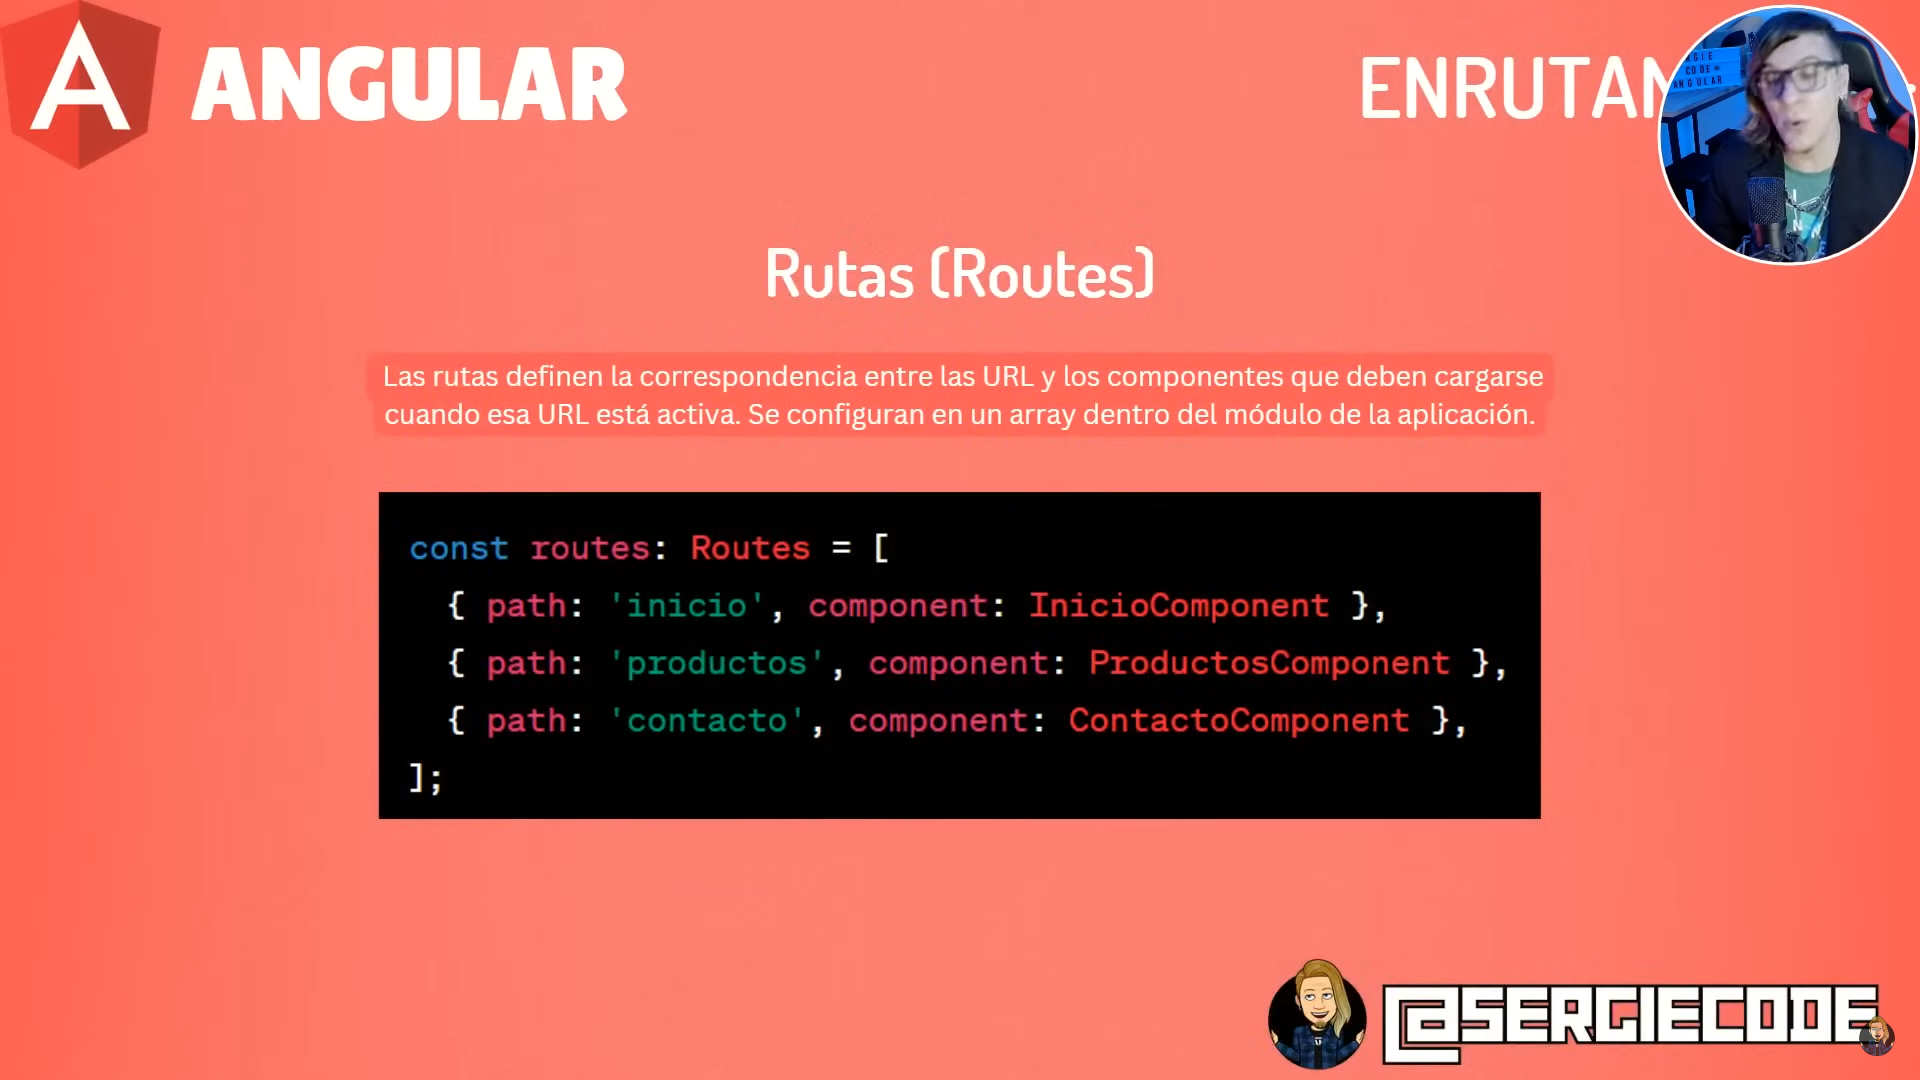 ANGULAR
Rutas (Routes)
Las rutas definen la correspondencia entre las URL y los componentes que deben cargarse
cuando esa URL está activa. Se configuran en un array dentro del módulo de la aplicación.
const routes: Routes = [
{ path: 'inicio', component: InicioComponent },
{ path: 'productos', component: ProductosComponent },
{ path: 'contacto', component: ContactoComponent },
];
@SERGIECODE